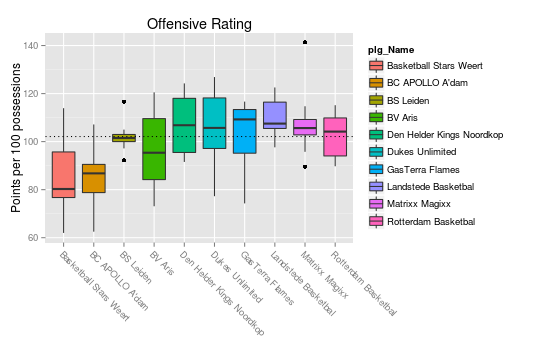 Offensive Rating
Points per 100 possessions
140
120
100
80
60
Basketball Stars Weert
BC APOLLO A'dam
BS Leiden
BV Aris
Den Helder Kings Noordkop
Dukes Unlimited
GasTerra Flames
Landstede Basketbal
Matrixx Magixx
Rotterdam Basketbal
plg_Name
Basketball Stars Weert
BC APOLLO A'dam
BS Leiden
BV Aris
Den Helder Kings Noordkop
Dukes Unlimited
GasTerra Flames
Landstede Basketbal
Matrixx Magixx
Rotterdam Basketbal